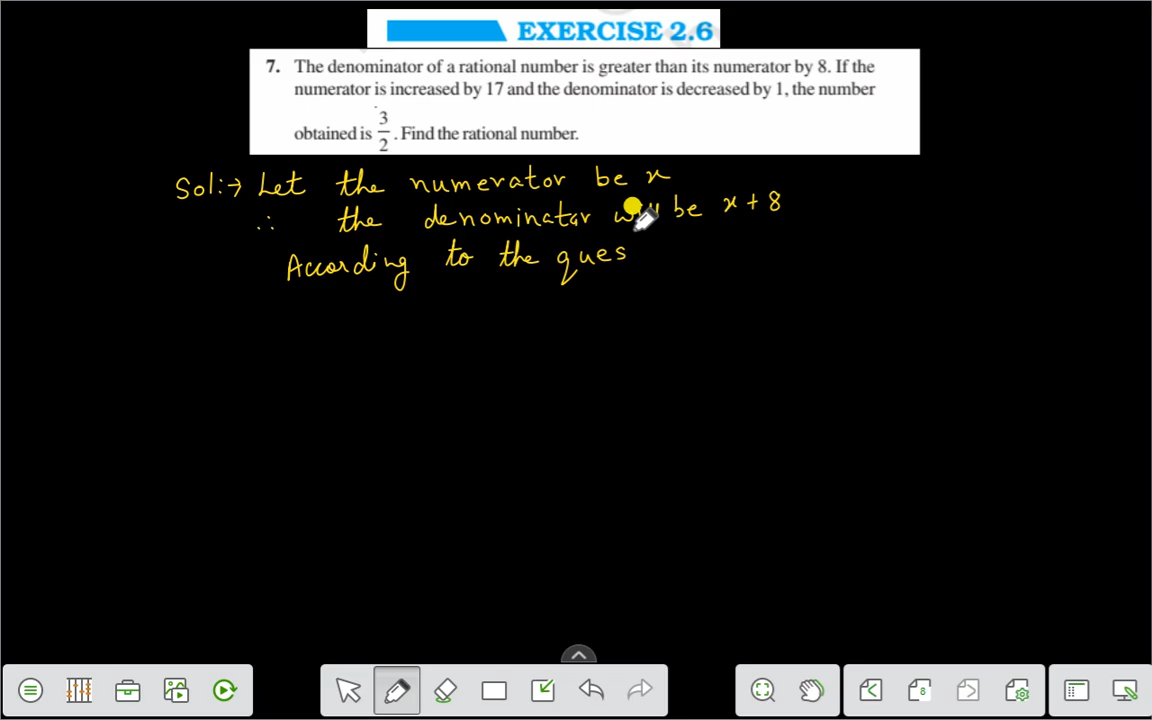 EXERCISE 2.6
7. The denominator of a rational number is greater than its numerator by 8. If the
numerator is increased by 17 and the denominator is decreased by 1, the number
obtained is 3/2. Find the rational number.
Sol:→ Let the numerator be x
∴ the denominator will be x + 8
According to the ques
8